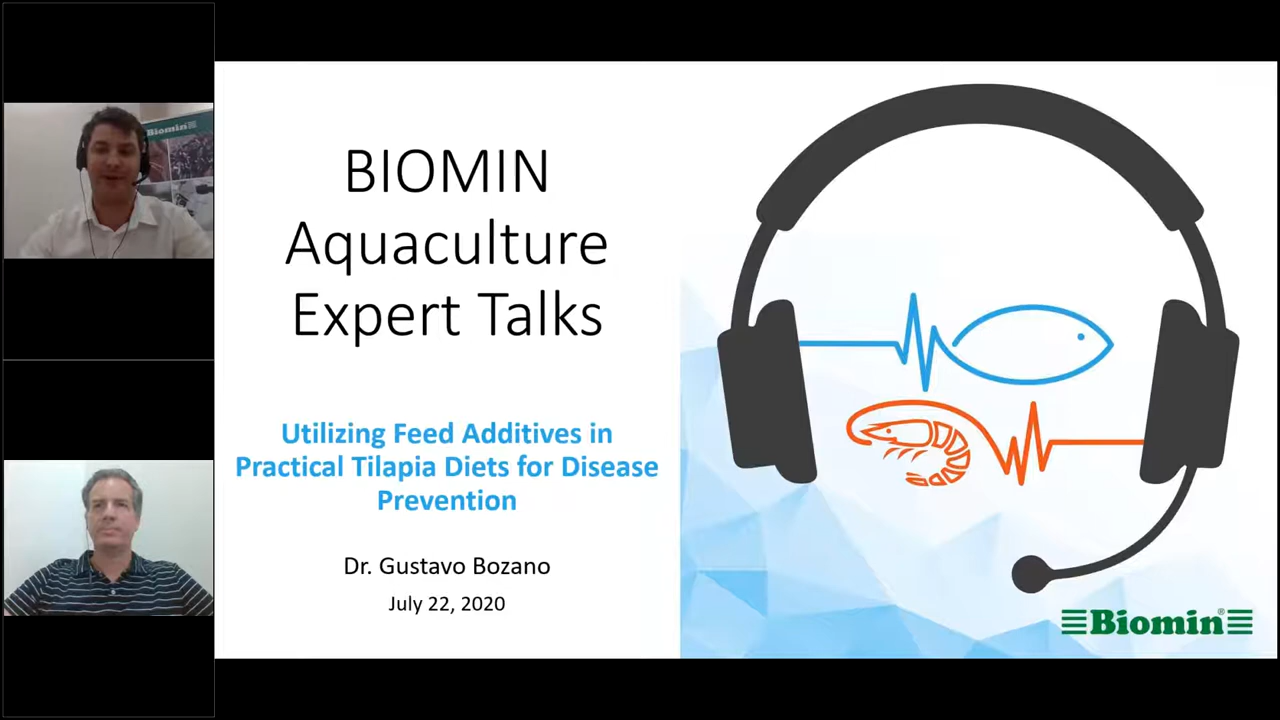 BIOMIN
Aquaculture
Expert Talks
Utilizing Feed Additives in
Practical Tilapia Diets for Disease
Prevention
Dr. Gustavo Bozano
July 22, 2020
Biomin®
Biomin